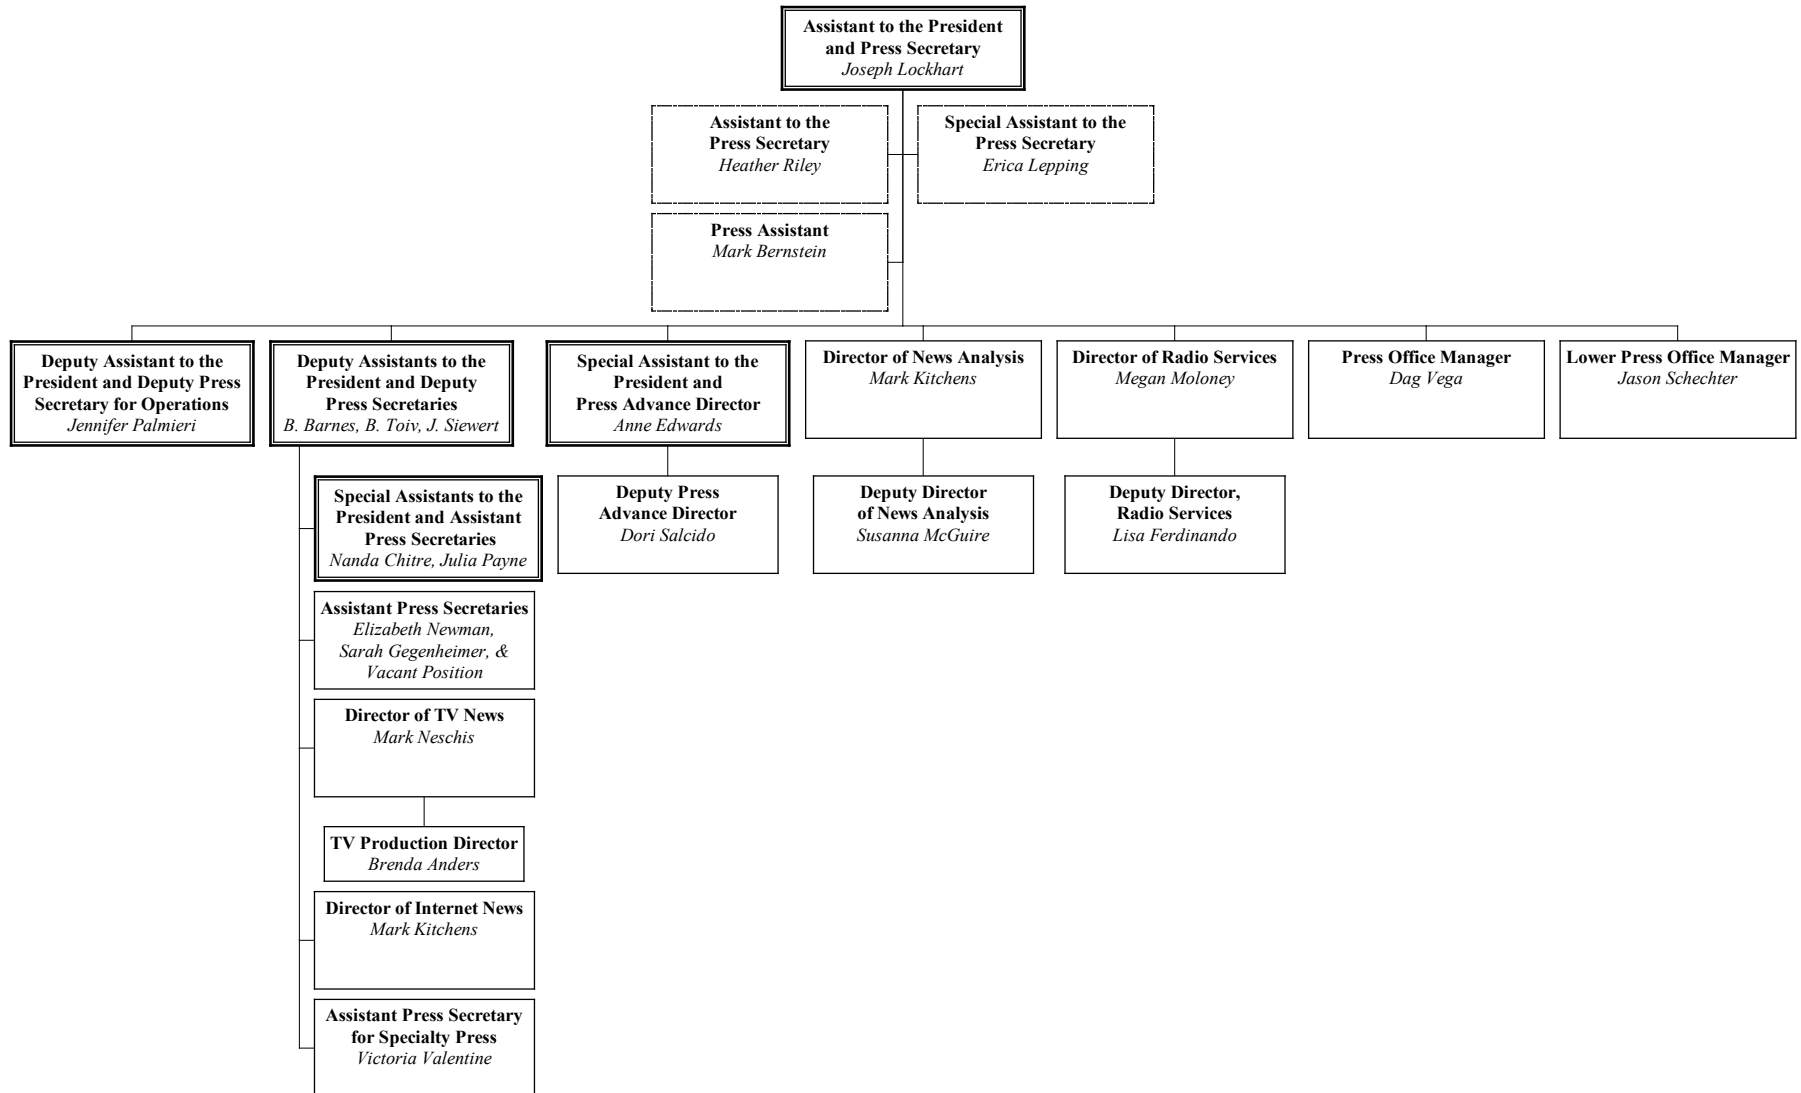 Assistant to the President
and Press Secretary
Joseph Lockhart
Assistant to the
Press Secretary
Heather Riley
Special Assistant to the
Press Secretary
Erica Lepping
Press Assistant
Mark Bernstein
Deputy Assistant to the
President and Deputy Press
Secretary for Operations
Jennifer Palmieri
Deputy Assistants to the
President and Deputy
Press Secretaries
B. Barnes, B. Toiv, J. Siewert
Special Assistant to the
President and
Press Advance Director
Anne Edwards
Director of News Analysis
Mark Kitchens
Director of Radio Services
Megan Moloney
Press Office Manager
Dag Vega
Lower Press Office Manager
Jason Schechter
Special Assistants to the
President and Assistant
Press Secretaries
Nanda Chitre, Julia Payne
Deputy Press
Advance Director
Dori Salcido
Deputy Director
of News Analysis
Susanna McGuire
Deputy Director,
Radio Services
Lisa Ferdinando
Assistant Press Secretaries
Elizabeth Newman,
Sarah Gegenheimer, &
Vacant Position
Director of TV News
Mark Neschis
TV Production Director
Brenda Anders
Director of Internet News
Mark Kitchens
Assistant Press Secretary
for Specialty Press
Victoria Valentine